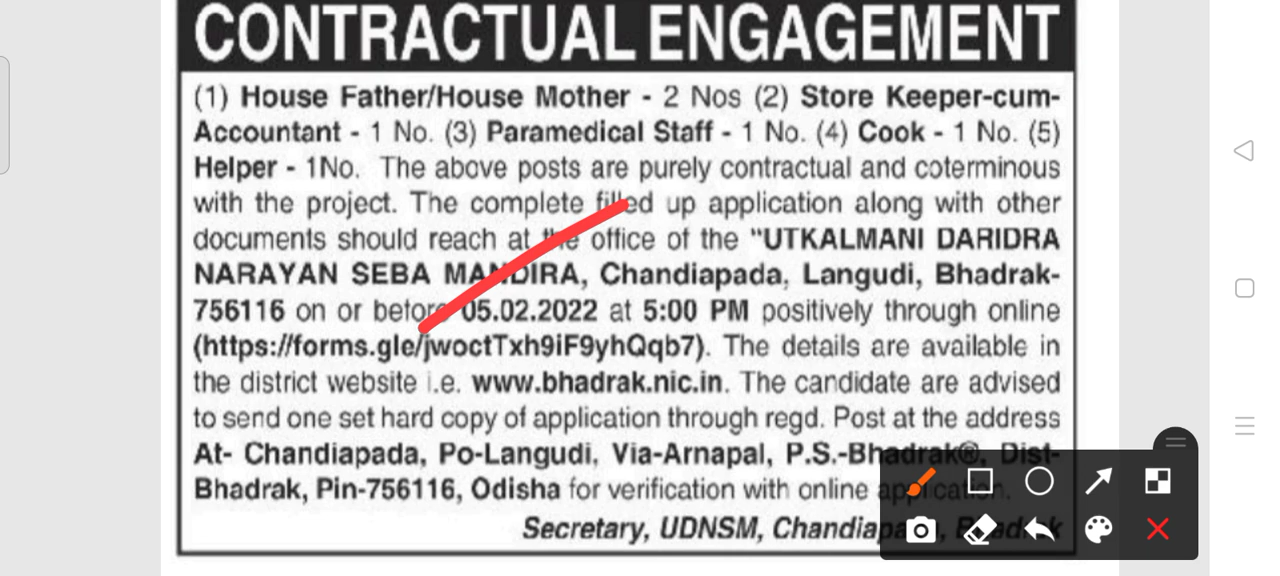 CONTRACTUAL ENGAGEMENT
(1) House Father/House Mother - 2 Nos (2) Store Keeper-cum-
Accountant - 1 No. (3) Paramedical Staff - 1 No. (4) Cook - 1 No. (5)
Helper - 1No. The above posts are purely contractual and coterminous
with the project. The complete filled up application along with other
documents should reach at the office of the "UTKALMANI DARIDRA
NARAYAN SEBA MANDIRA, Chandiapada, Langudi, Bhadrak-
756116 on or before 05.02.2022 at 5:00 PM positively through online
(https://forms.gle/jwoctTxh9iF9yhQqb7). The details are available in
the district website i.e. www.bhadrak.nic.in. The candidate are advised
to send one set hard copy of application through regd. Post at the address
At- Chandiapada, Po-Langudi, Via-Arnapal, P.S.-Bhadrak®, Dist-
Bhadrak, Pin-756116, Odisha for verification with online application.
Secretary, UDNSM, Chandiapada, Bhadrak